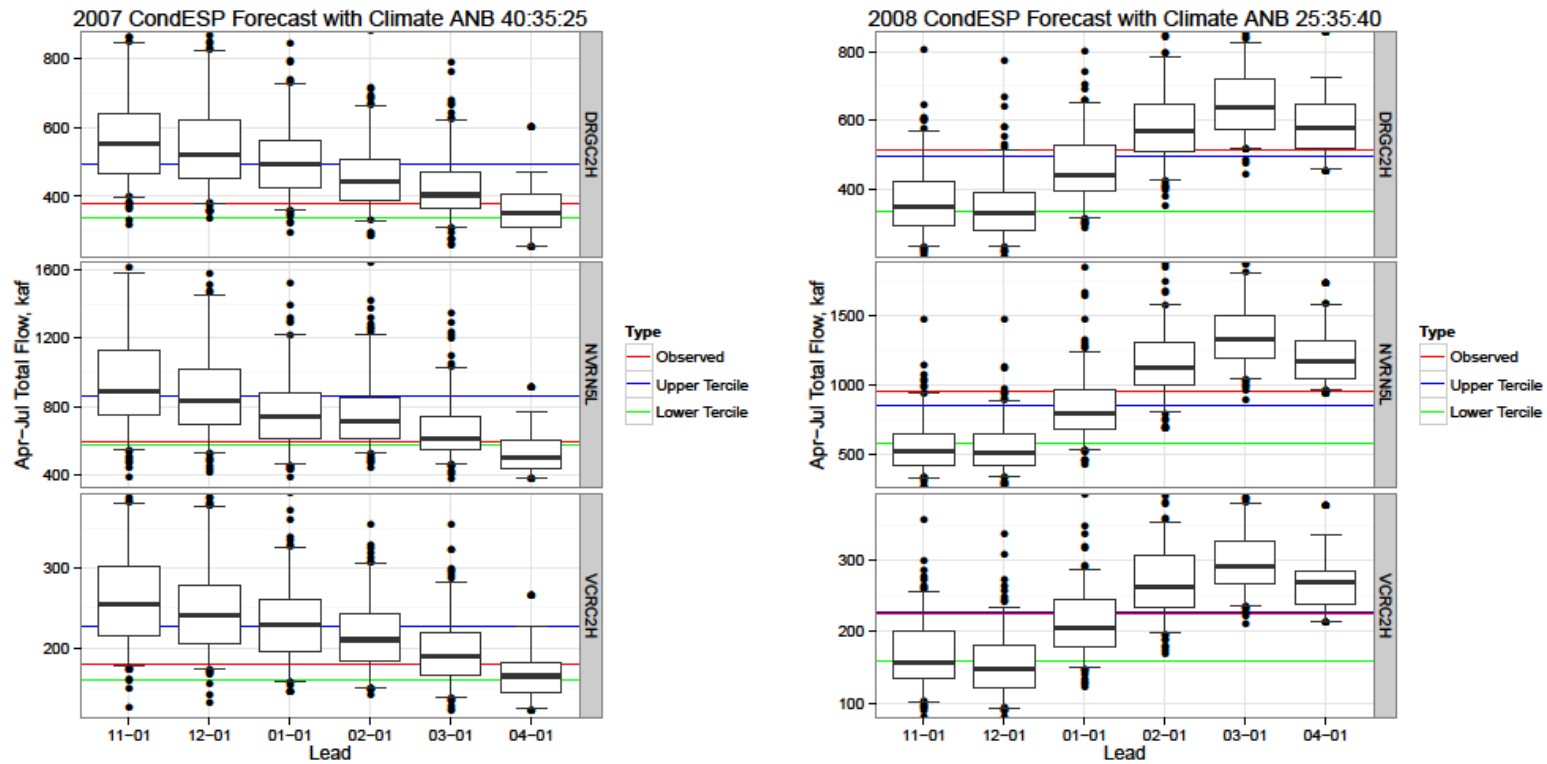 2007 CondESP Forecast with Climate ANB 40:35:25
800
600
400
DRGC2H
1600
1200
800
400
NVRN5L
300
200
VCRC2H
Apr-Jul Total Flow, kaf
11-01 12-01 01-01 02-01 03-01 04-01
Lead
Type
Observed
Upper Tercile
Lower Tercile
2008 CondESP Forecast with Climate ANB 25:35:40
800
600
400
DRGC2H
1500
1000
500
NVRN5L
300
200
100
VCRC2H
Apr-Jul Total Flow, kaf
11-01 12-01 01-01 02-01 03-01 04-01
Lead
Type
Observed
Upper Tercile
Lower Tercile